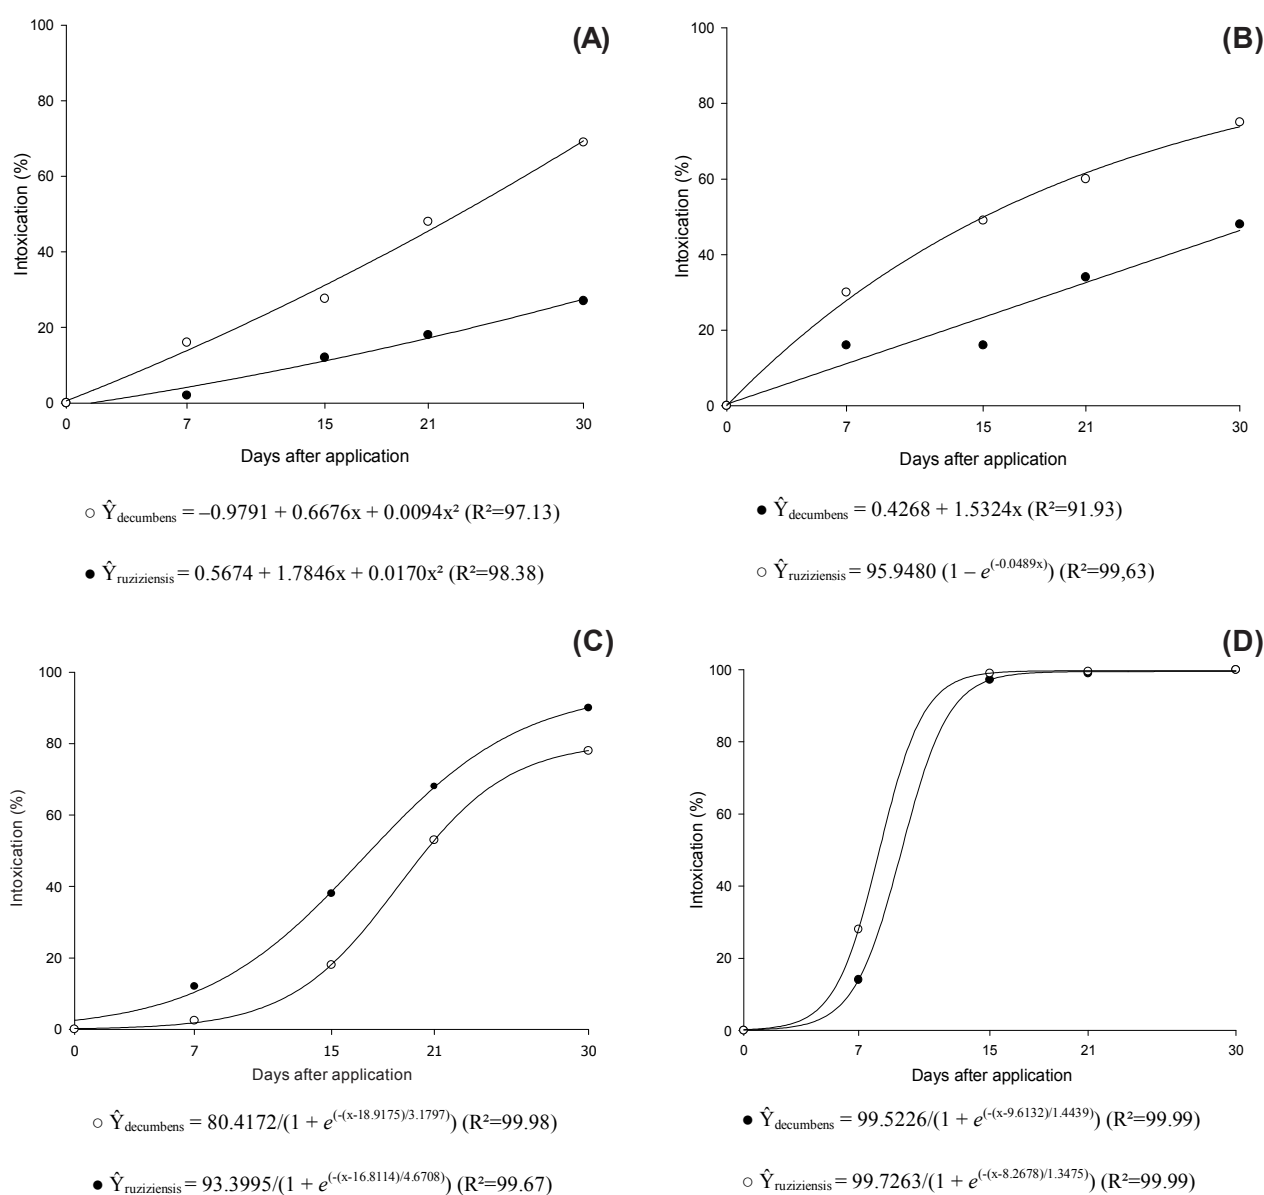 (A)
100
80
60
40
20
0
Intoxication (%)
0 7 15 21 30
Days after application
○ Ŷdecumbens = –0.9791 + 0.6676x + 0.0094x² (R²=97.13)
● Ŷruziziensis = 0.5674 + 1.7846x + 0.0170x² (R²=98.38)
(B)
100
80
60
40
20
0
Intoxication (%)
0 7 15 21 30
Days after application
● Ŷdecumbens = 0.4268 + 1.5324x (R²=91.93)
○ Ŷruziziensis = 95.9480 (1 – e(-0.0489x)) (R²=99,63)
(C)
100
80
60
40
20
0
Intoxication (%)
0 7 15 21 30
Days after application
○ Ŷdecumbens = 80.4172/(1 + e(-(x-18.9175)/3.1797)) (R²=99.98)
● Ŷruziziensis = 93.3995/(1 + e(-(x-16.8114)/4.6708)) (R²=99.67)
(D)
100
80
60
40
20
0
Intoxication (%)
0 7 15 21 30
Days after application
● Ŷdecumbens = 99.5226/(1 + e(-(x-9.6132)/1.4439)) (R²=99.99)
○ Ŷruziziensis = 99.7263/(1 + e(-(x-8.2678)/1.3475)) (R²=99.99)